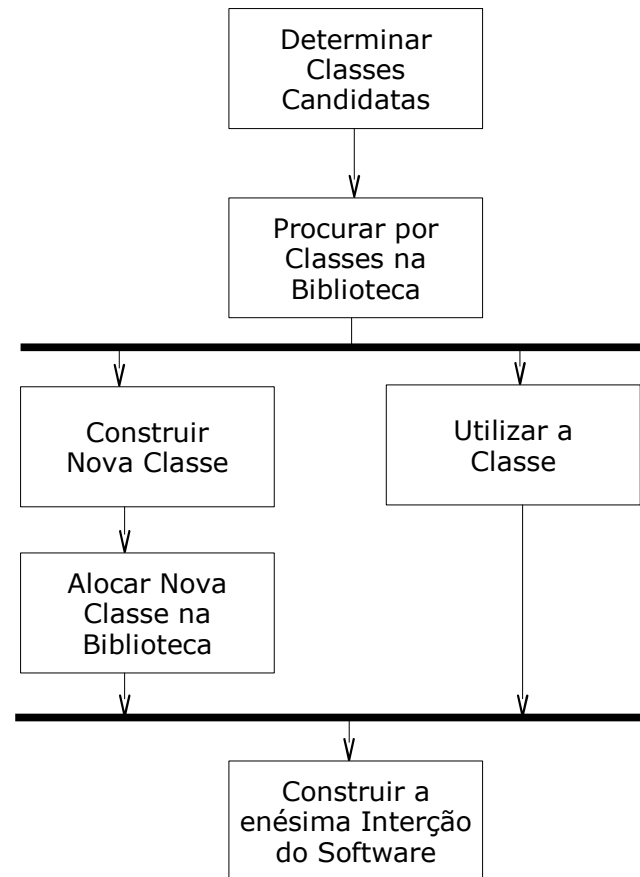 Determinar
Classes
Candidatas
Procurar por
Classes na
Biblioteca
Construir
Nova Classe
Utilizar a
Classe
Alocar Nova
Classe na
Biblioteca
Construir a
enésima Interção
do Software